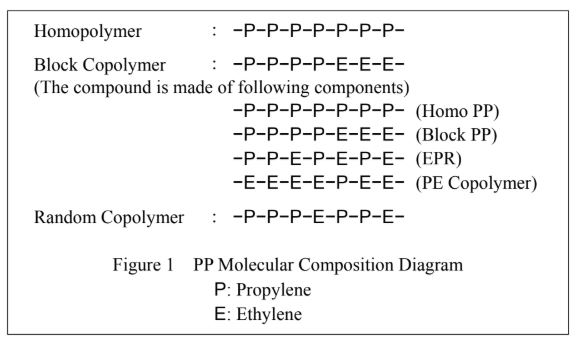 Homopolymer : −P−P−P−P−P−P−P−
Block Copolymer : −P−P−P−P−E−E−E−
(The compound is made of following components)
−P−P−P−P−P−P−P− (Homo PP)
−P−P−P−P−E−E−E− (Block PP)
−P−P−E−P−E−P−E− (EPR)
−E−E−E−E−P−E−E− (PE Copolymer)
Random Copolymer : −P−P−P−E−P−P−E−
Figure 1 PP Molecular Composition Diagram
P: Propylene
E: Ethylene